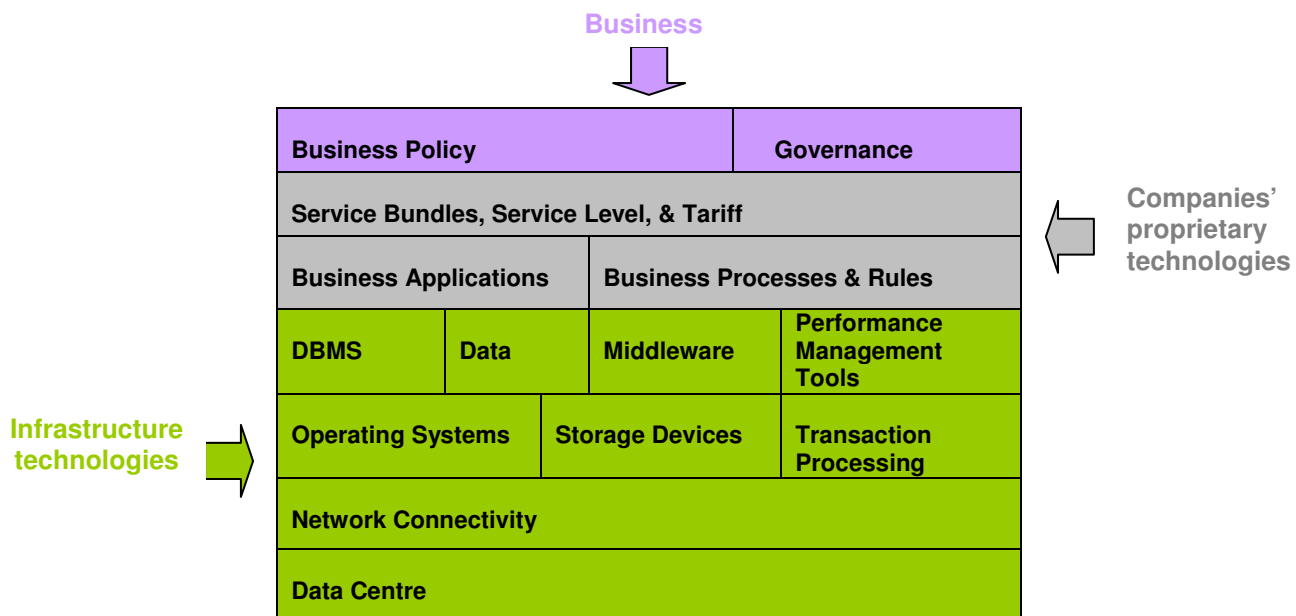 Business
Business Policy
Governance
Service Bundles, Service Level, & Tariff
Companies’
proprietary
technologies
Business Applications
Business Processes & Rules
DBMS
Data
Middleware
Performance
Management
Tools
Infrastructure
technologies
Operating Systems
Storage Devices
Transaction
Processing
Network Connectivity
Data Centre